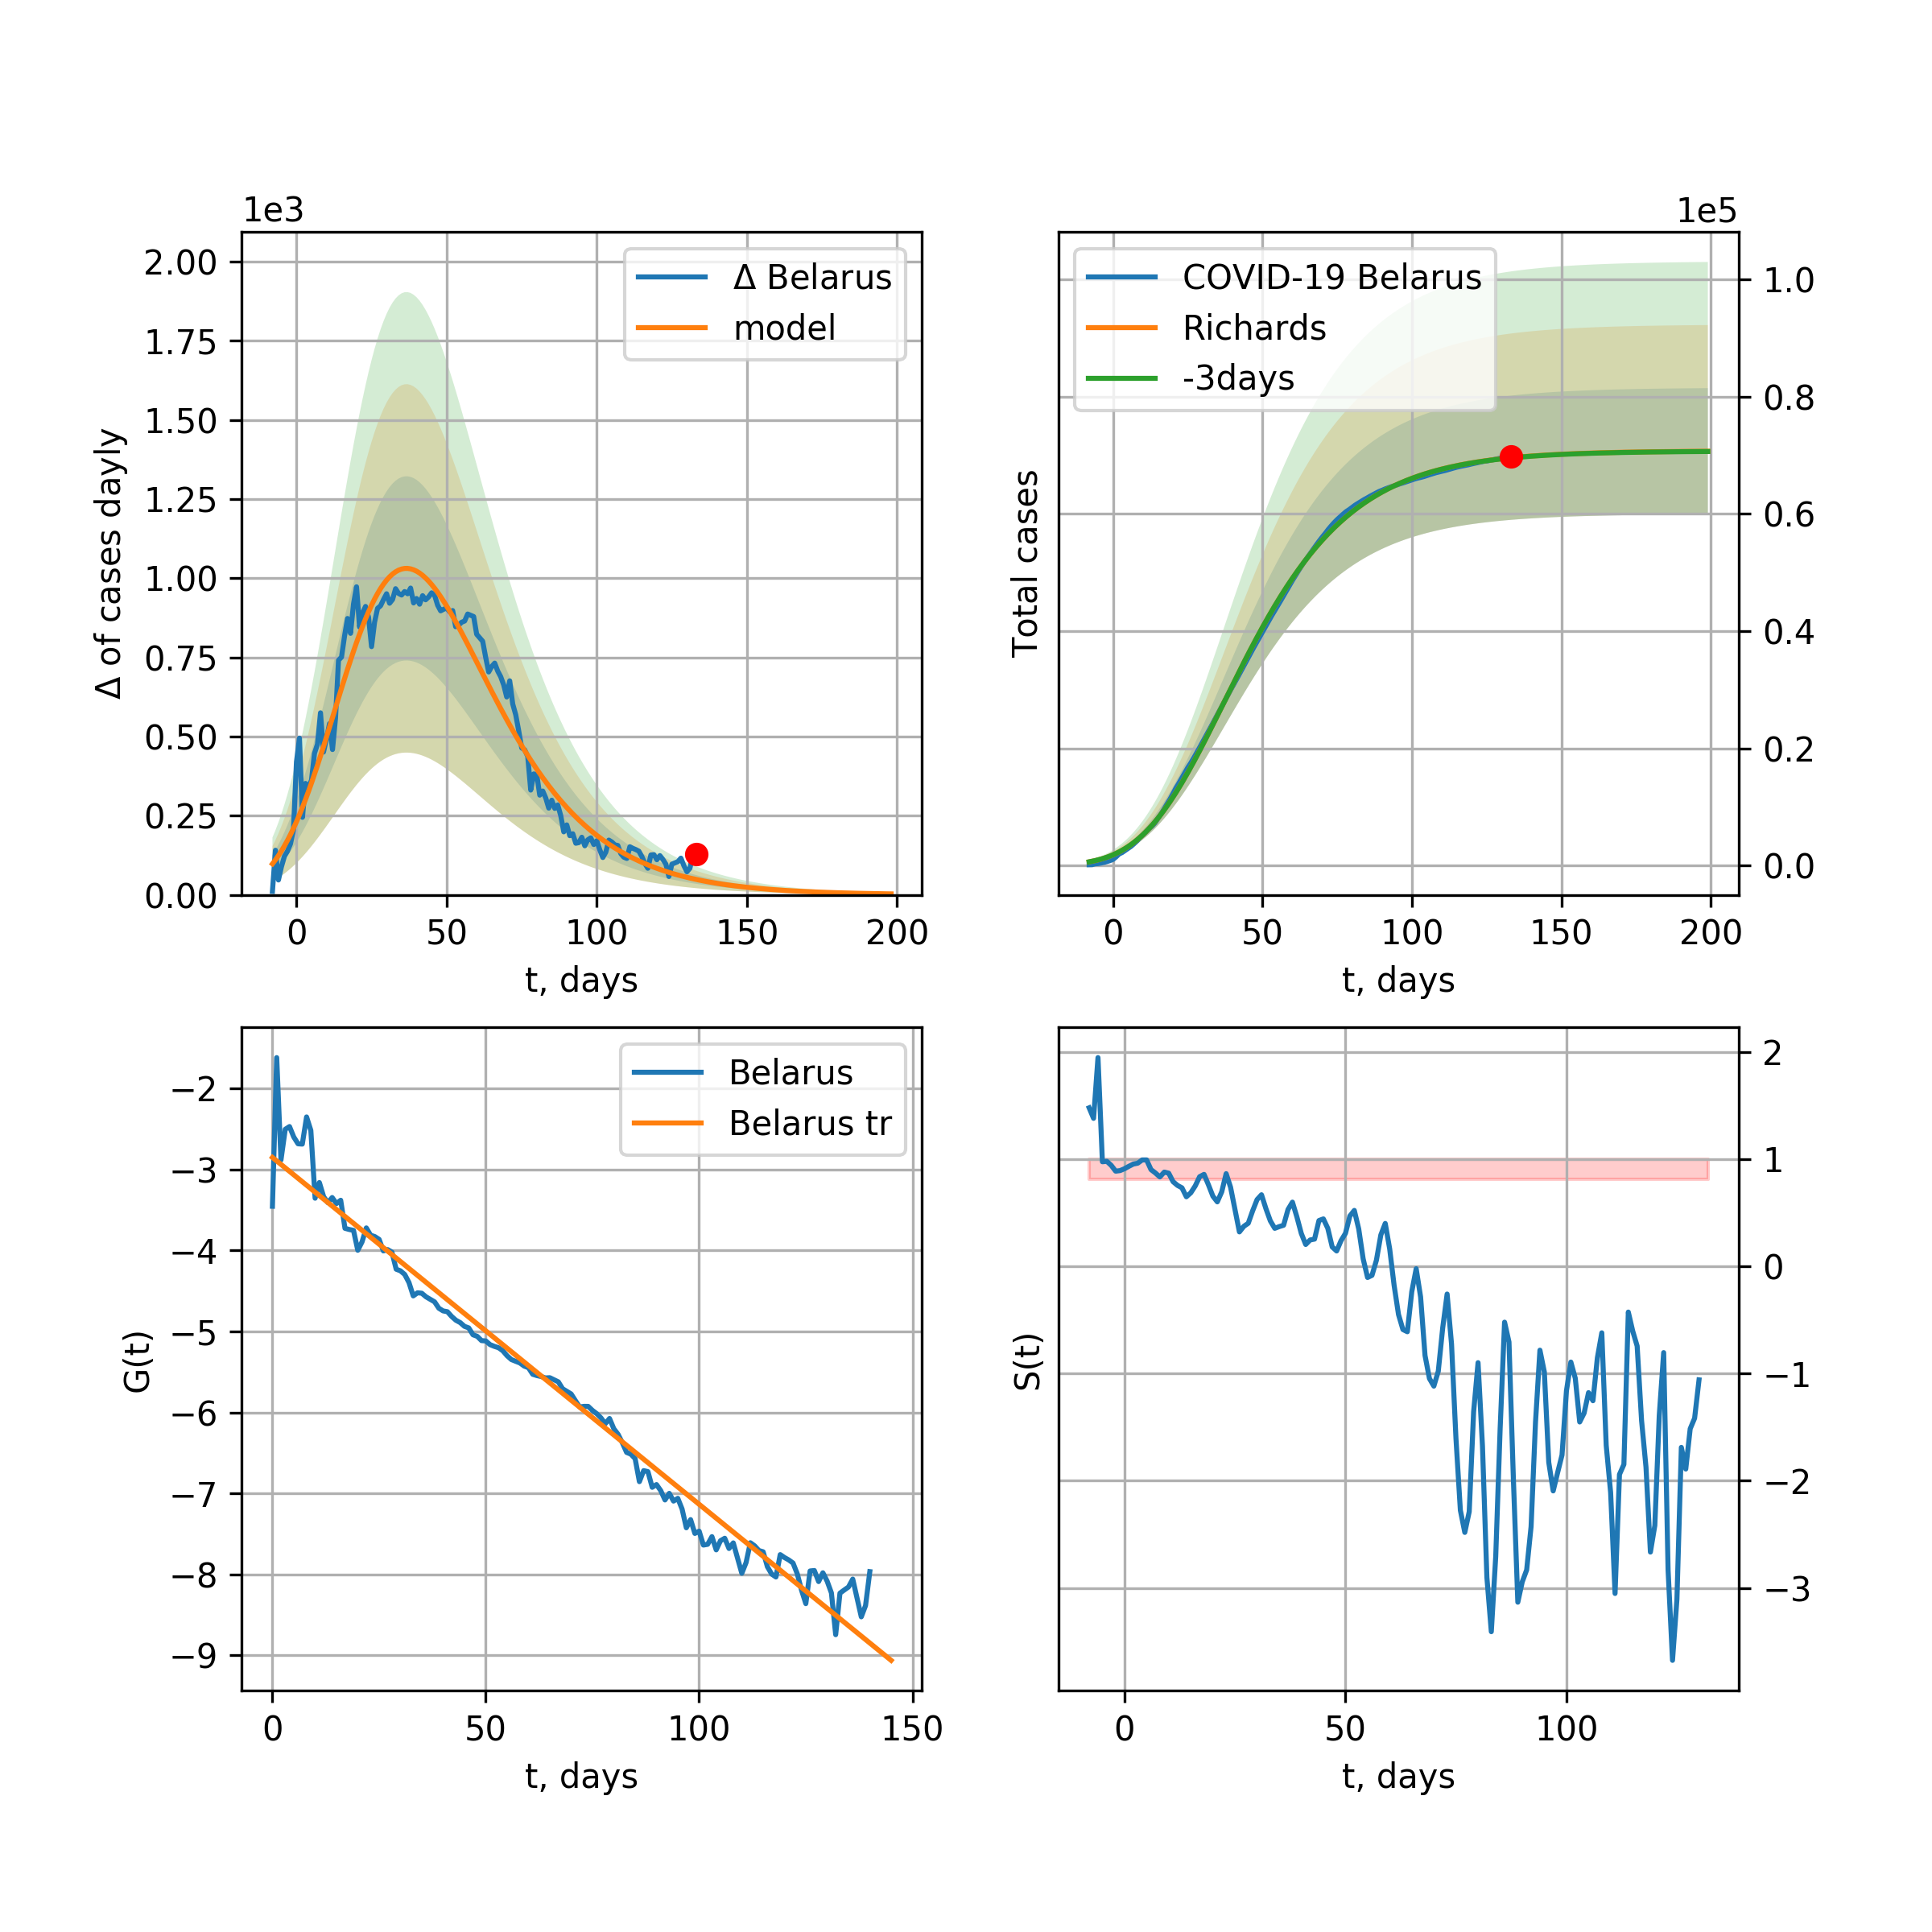 1e3
2.00
1.75
1.50
1.25
1.00
0.75
0.50
0.25
0.00
Δ of cases dayly
Δ Belarus
model
0 50 100 150 200
t, days
1e5
COVID-19 Belarus
Richards
-3days
Total cases
1.0
0.8
0.6
0.4
0.2
0.0
0 50 100 150 200
t, days
−2
−3
−4
−5
−6
−7
−8
−9
G(t)
Belarus
Belarus tr
0 50 100 150
t, days
S(t)
2
1
0
−1
−2
−3
0 50 100
t, days